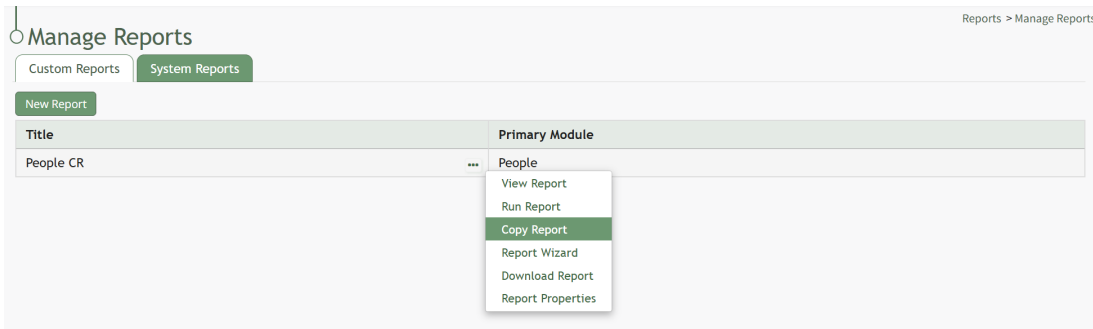 Reports > Manage Reports
Manage Reports
Custom Reports System Reports
New Report
Title Primary Module
People CR ... People
View Report
Run Report
Copy Report
Report Wizard
Download Report
Report Properties